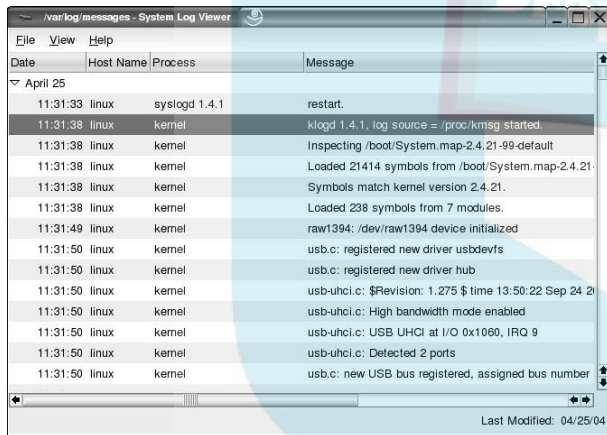 /var/log/messages - System Log Viewer
File View Help
Date Host Name Process Message
April 25
11:31:33 linux syslogd 1.4.1 restart.
11:31:38 linux kernel klogd 1.4.1, log source = /proc/kmsg started.
11:31:38 linux kernel Inspecting /boot/System.map-2.4.21-99-default
11:31:38 linux kernel Loaded 21414 symbols from /boot/System.map-2.4.21-
11:31:38 linux kernel Symbols match kernel version 2.4.21.
11:31:38 linux kernel Loaded 238 symbols from 7 modules.
11:31:49 linux kernel raw1394: /dev/raw1394 device initialized
11:31:50 linux kernel usb.c: registered new driver usbdevfs
11:31:50 linux kernel usb.c: registered new driver hub
11:31:50 linux kernel usb-uhci.c: $Revision: 1.275 $ time 13:50:22 Sep 24 2
11:31:50 linux kernel usb-uhci.c: High bandwidth mode enabled
11:31:50 linux kernel usb-uhci.c: USB UHCI at I/O 0x1060, IRQ 9
11:31:50 linux kernel usb-uhci.c: Detected 2 ports
11:31:50 linux kernel usb.c: new USB bus registered, assigned bus number
Last Modified: 04/25/04